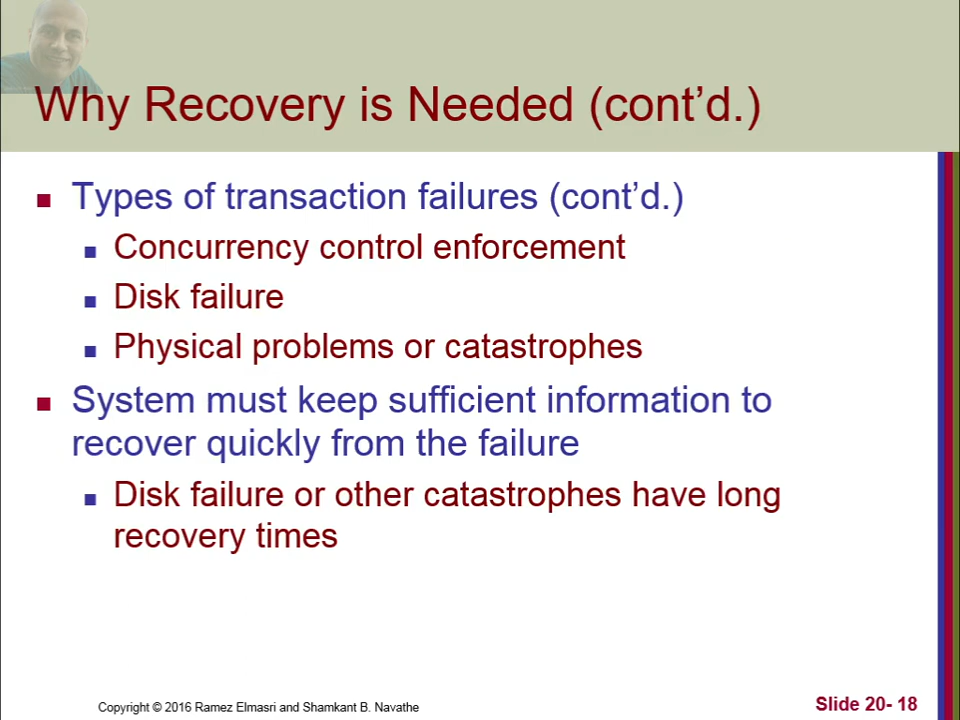 Why Recovery is Needed (cont’d.)
Types of transaction failures (cont’d.)
Concurrency control enforcement
Disk failure
Physical problems or catastrophes
System must keep sufficient information to
recover quickly from the failure
Disk failure or other catastrophes have long
recovery times
Copyright © 2016 Ramez Elmasri and Shamkant B. Navathe
Slide 20- 18